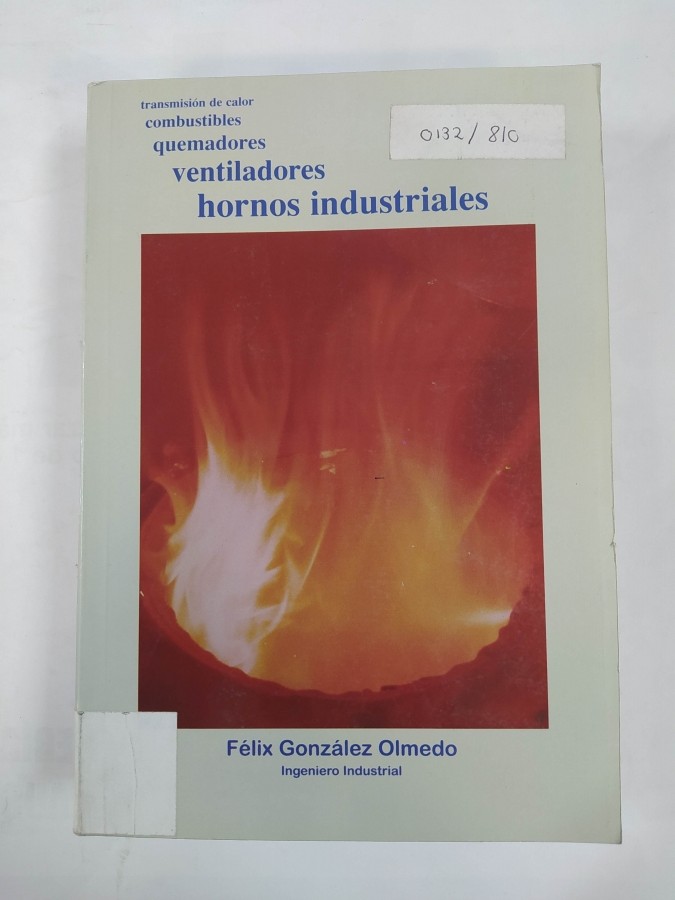 transmisión de calor
combustibles
quemadores
ventiladores
hornos industriales
0132/ 810
Félix González Olmedo
Ingeniero Industrial